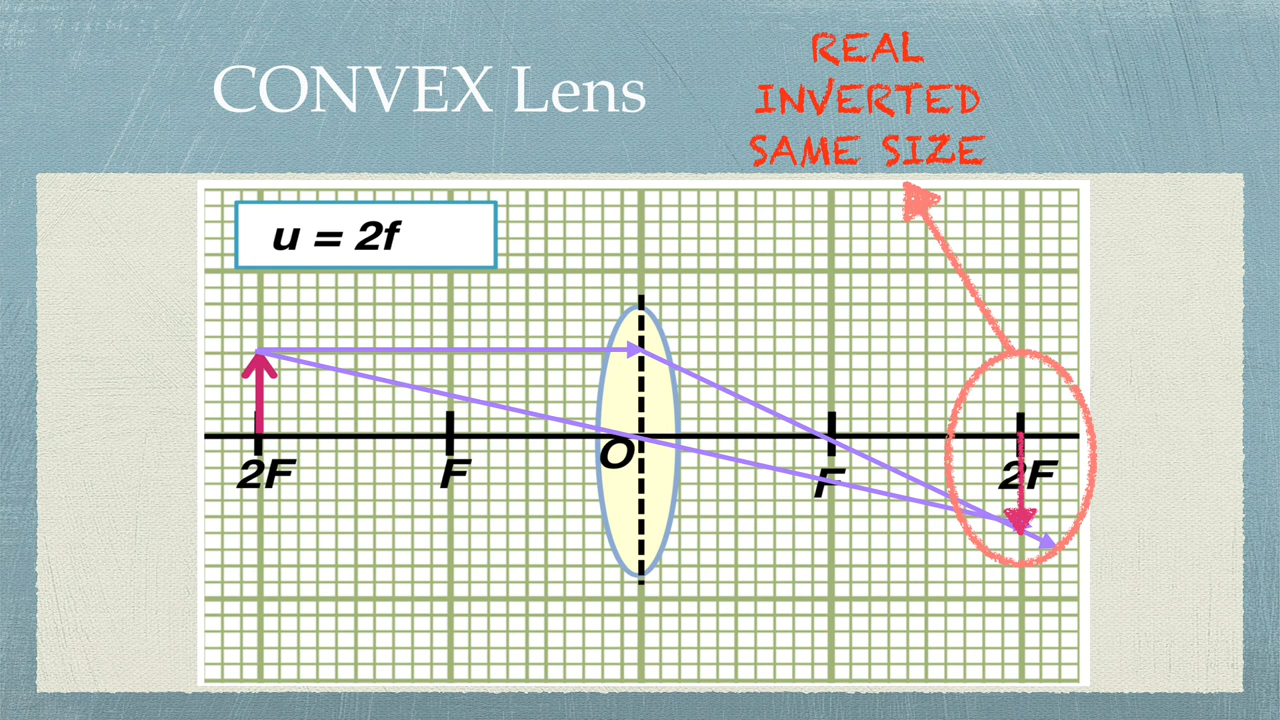 CONVEX Lens
REAL
INVERTED
SAME SIZE
u = 2f
2F
F
O
F
2F